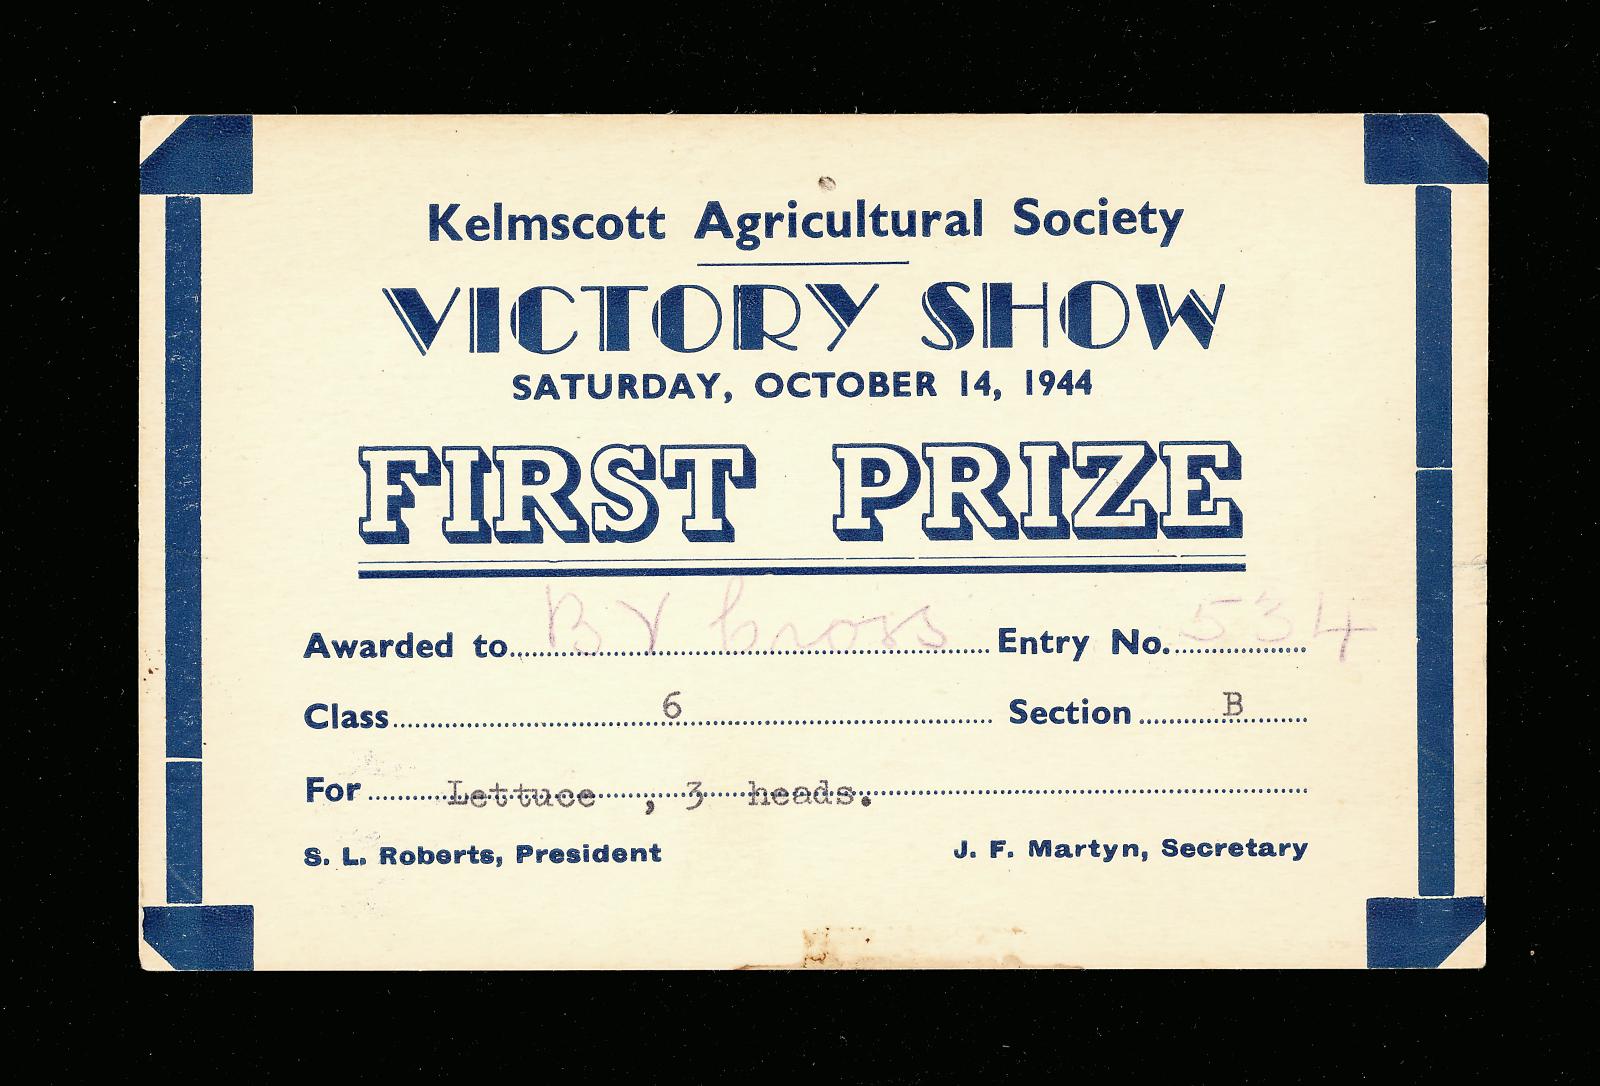 Kelmscott Agricultural Society
VICTORY SHOW
SATURDAY, OCTOBER 14, 1944
FIRST PRIZE
Awarded to B Y Cross Entry No. 534
Class 6 Section B
For Lettuce , 3 heads.
S. L. Roberts, President J. F. Martyn, Secretary